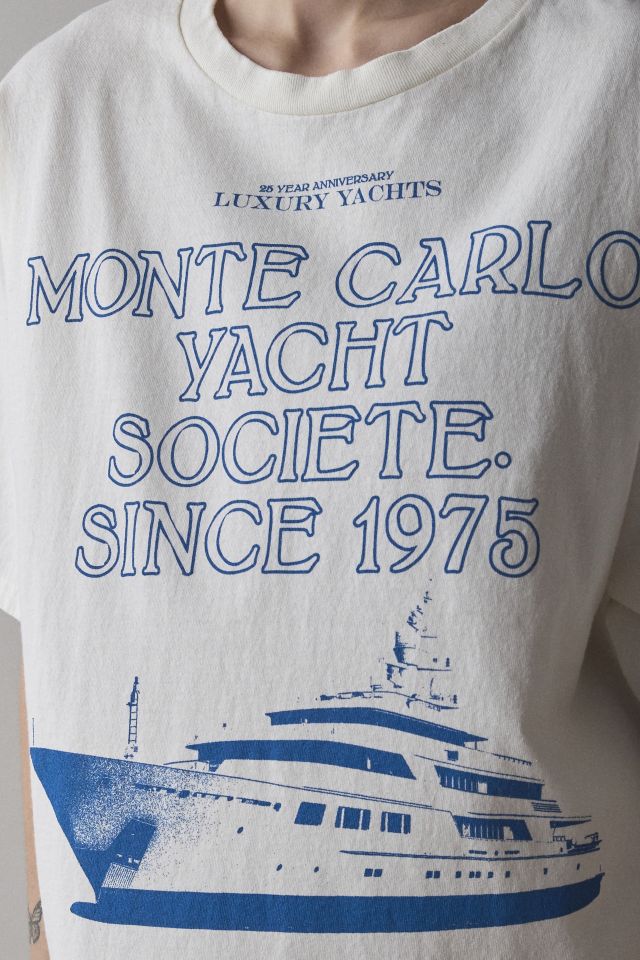 25 YEAR ANNIVERSARY
LUXURY YACHTS
MONTE CARLO
YACHT
SOCIETE.
SINCE 1975